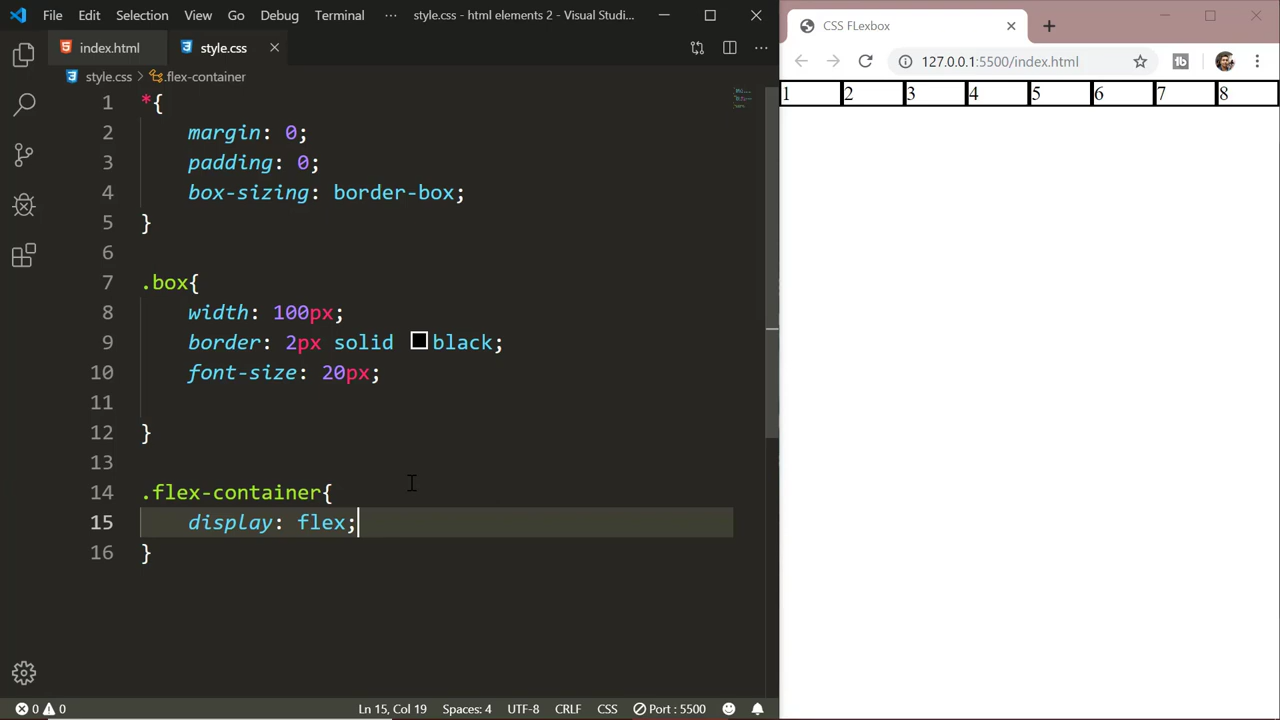 File Edit Selection View Go Debug Terminal ··· style.css - html elements 2 - Visual Studi...
index.html style.css
style.css > .flex-container
1 *{
2 margin: 0;
3 padding: 0;
4 box-sizing: border-box;
5 }
6
7 .box{
8 width: 100px;
9 border: 2px solid black;
10 font-size: 20px;
11
12 }
13
14 .flex-container{
15 display: flex;
16 }
0 0 Ln 15, Col 19 Spaces: 4 UTF-8 CRLF CSS Port : 5500
CSS FLexbox
127.0.0.1:5500/index.html
1 2 3 4 5 6 7 8